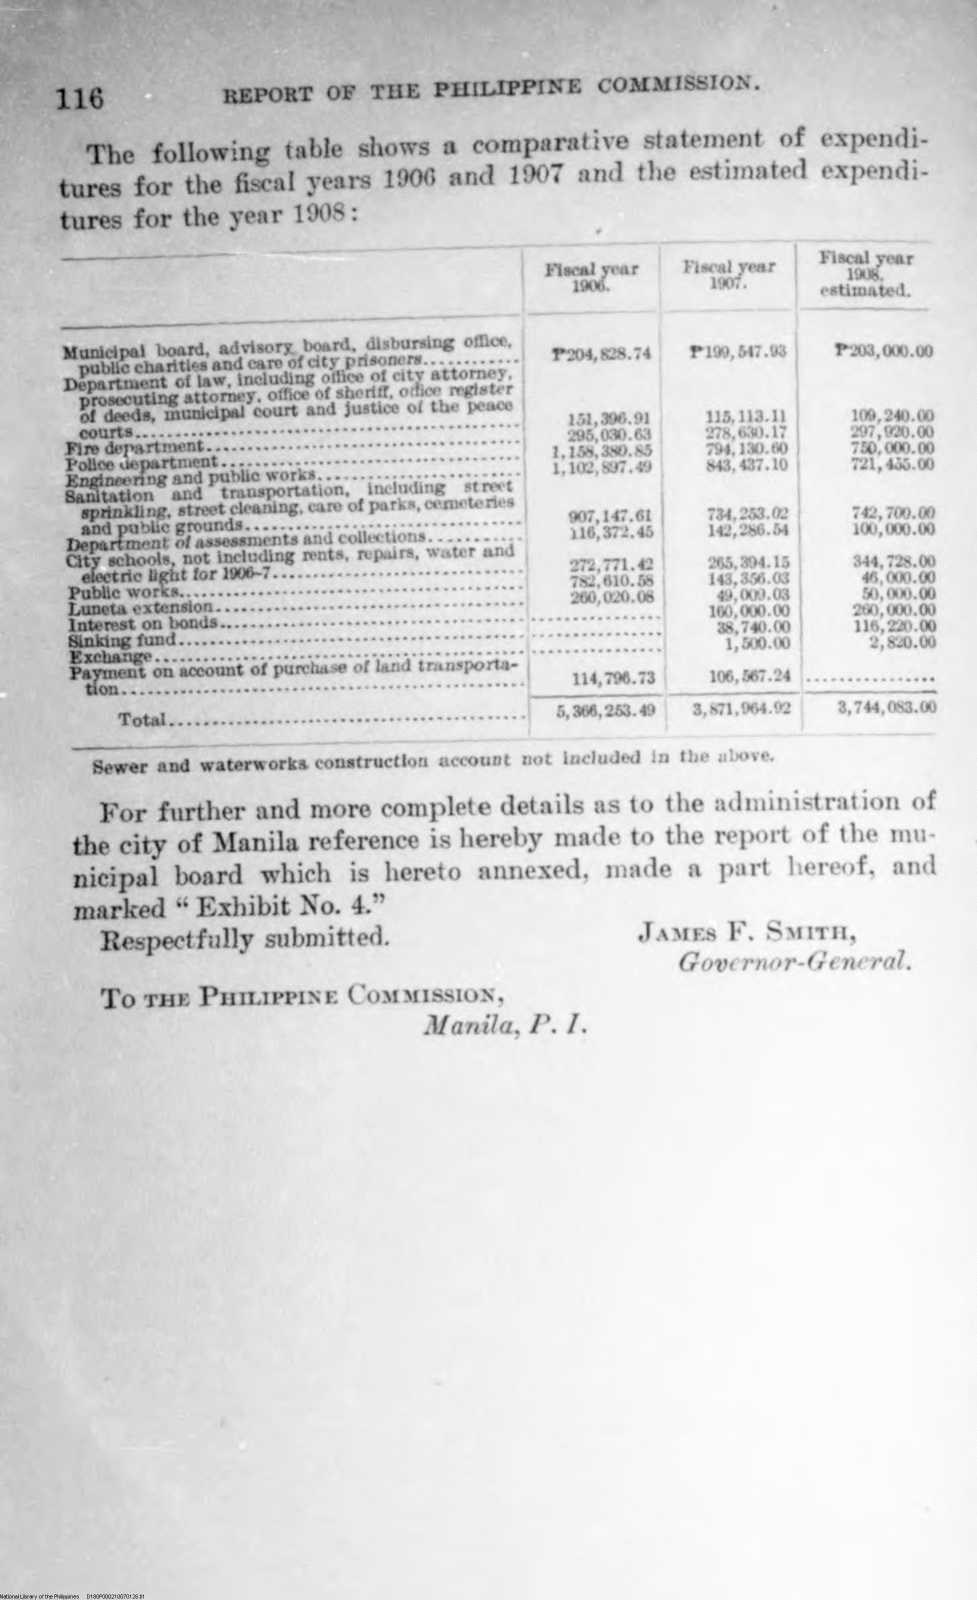 116 REPORT OF THE PHILIPPINE COMMISSION.
The following table shows a comparative statement of expendi-
tures for the fiscal years 1906 and 1907 and the estimated expendi-
tures for the year 1908:
Fiscal year 1906. Fiscal year 1907. Fiscal year 1908, estimated.
Municipal board, advisory board, disbursing office,
public charities and care of city prisoners.......... ₱204,828.74 ₱199,547.93 ₱203,000.00
Department of law, including office of city attorney,
prosecuting attorney, office of sheriff, office register
of deeds, municipal court and justice of the peace
courts.......... 151,396.91 115,113.11 109,240.00
Fire department.......... 295,030.63 278,630.17 297,920.00
Police department.......... 1,158,380.85 794,130.60 750,000.00
Engineering and public works.......... 1,102,897.49 843,437.10 721,455.00
Sanitation and transportation, including street
sprinkling, street cleaning, care of parks, cemeteries
and public grounds.......... 907,147.61 734,253.02 742,700.00
Department of assessments and collections.......... 116,372.45 142,286.54 100,000.00
City schools, not including rents, repairs, water and
electric light for 1906-7.......... 272,771.42 265,394.15 344,728.00
Public works.......... 782,610.58 143,356.03 46,000.00
Luneta extension.......... 260,020.08 49,009.03 50,000.00
Interest on bonds.......... .......... 160,000.00 260,000.00
Sinking fund.......... .......... 38,740.00 116,220.00
Exchange.......... .......... 1,500.00 2,820.00
Payment on account of purchase of land transporta-
tion.......... 114,796.73 106,567.24 ..........
Total.......... 5,366,253.49 3,871,964.92 3,744,083.00
Sewer and waterworks construction account not included in the above.
For further and more complete details as to the administration of
the city of Manila reference is hereby made to the report of the mu-
nicipal board which is hereto annexed, made a part hereof, and
marked “ Exhibit No. 4.”
Respectfully submitted.
JAMES F. SMITH,
Governor-General.
TO THE PHILIPPINE COMMISSION,
Manila, P. I.
National Library of the Philippines